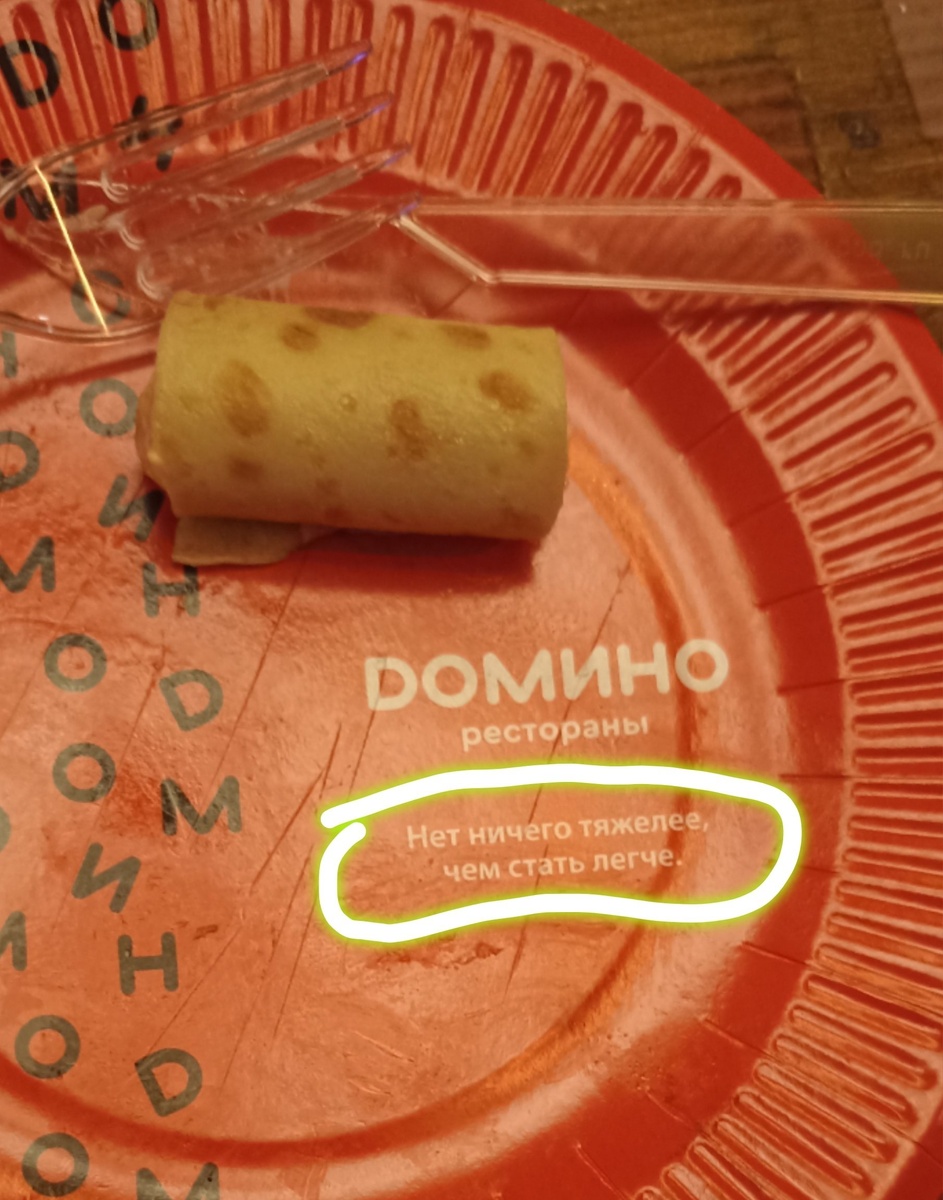 DОМИНО
рестораны
Нет ничего тяжелее,
чем стать легче.